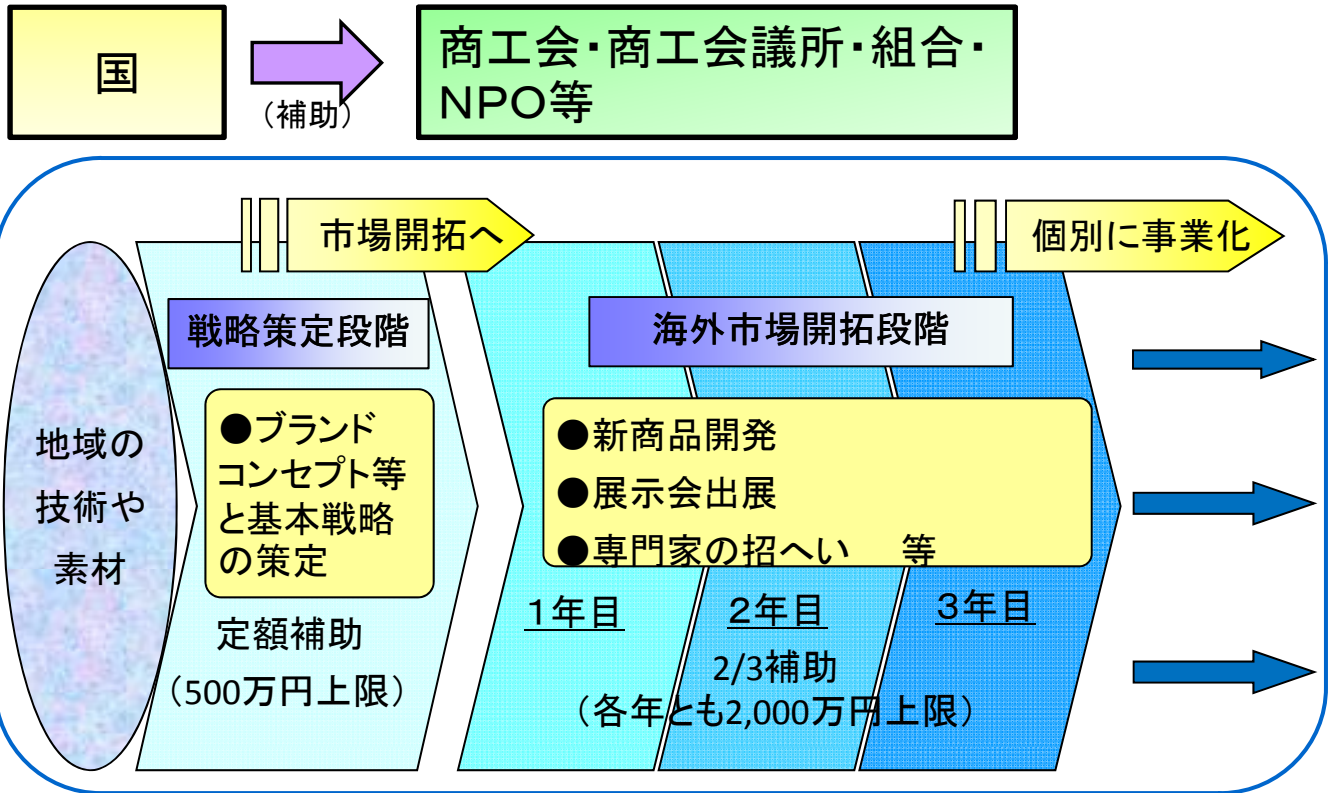 国
(補助)
商工会・商工会議所・組合・
NPO等
市場開拓へ
個別に事業化
戦略策定段階
海外市場開拓段階
地域の
技術や
素材
●ブランド
コンセプト等
と基本戦略
の策定
定額補助
(500万円上限)
●新商品開発
●展示会出展
●専門家の招へい 等
1年目
2年目
3年目
2/3補助
(各年とも2,000万円上限)